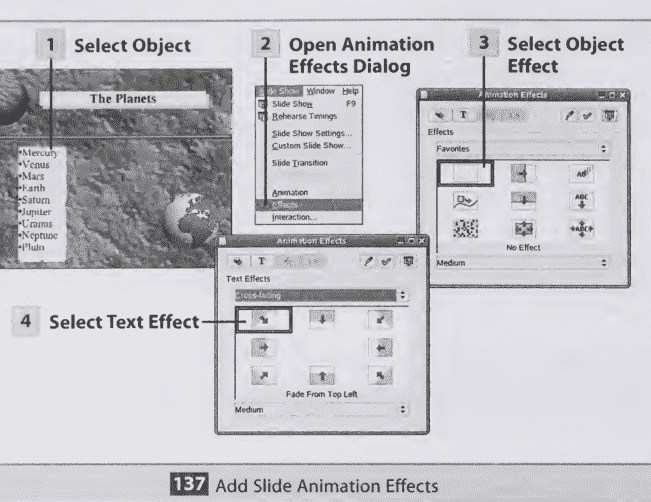 1 Select Object
2 Open Animation
Effects Dialog
3 Select Object
Effect
The Planets
•Mercury
•Venus
•Mars
•Earth
•Saturn
•Jupiter
•Uranus
•Neptune
•Pluto
Slide Show Window Help
Slide Show F9
Rehearse Timings
Slide Show Settings...
Custom Slide Show...
Slide Transition
Animation
Effects
Interaction...
Animation Effects
T
Effects
Favorites
AB
ABC
ABC
No Effect
Medium
Animation Effects
T
Text Effects
Cross-fading
4 Select Text Effect
Fade From Top Left
Medium
137 Add Slide Animation Effects